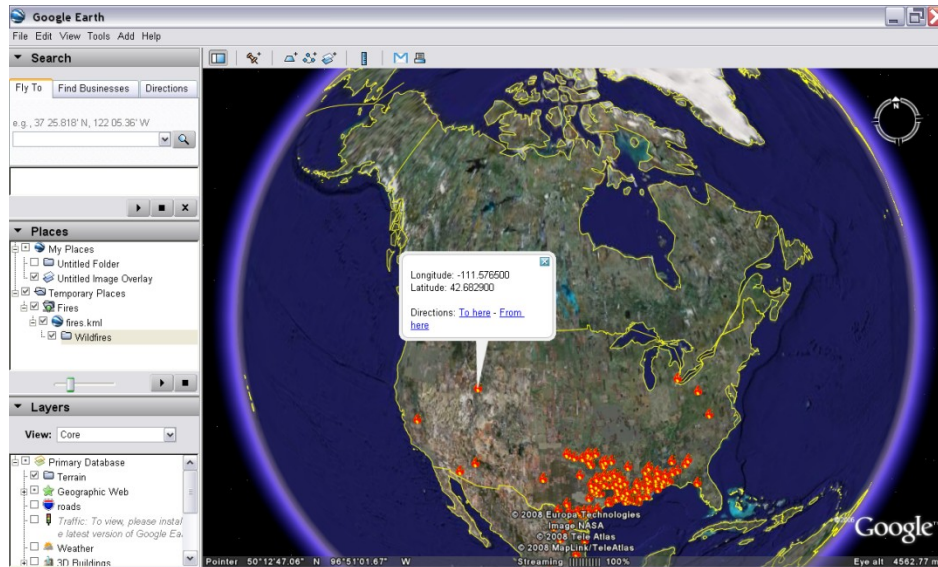 Google Earth
File Edit View Tools Add Help
Search
Fly To Find Businesses Directions
e.g., 37 25.818' N, 122 05.36' W
Places
My Places
Untitled Folder
Untitled Image Overlay
Temporary Places
Fires
fires.kml
Wildfires
Layers
View: Core
Primary Database
Terrain
Geographic Web
roads
Traffic: To view, please instal
e latest version of Google Ea
Weather
3D Buildings
N
Longitude: -111.576500
Latitude: 42.682900
Directions: To here - From
here
© 2008 Europa Technologies
Image NASA
© 2008 Tele Atlas
© 2008 MapLink/TeleAtlas
Google
Pointer 50°12'47.06" N 96°51'01.67" W Streaming |||||||||| 100% Eye alt 4562.77 m